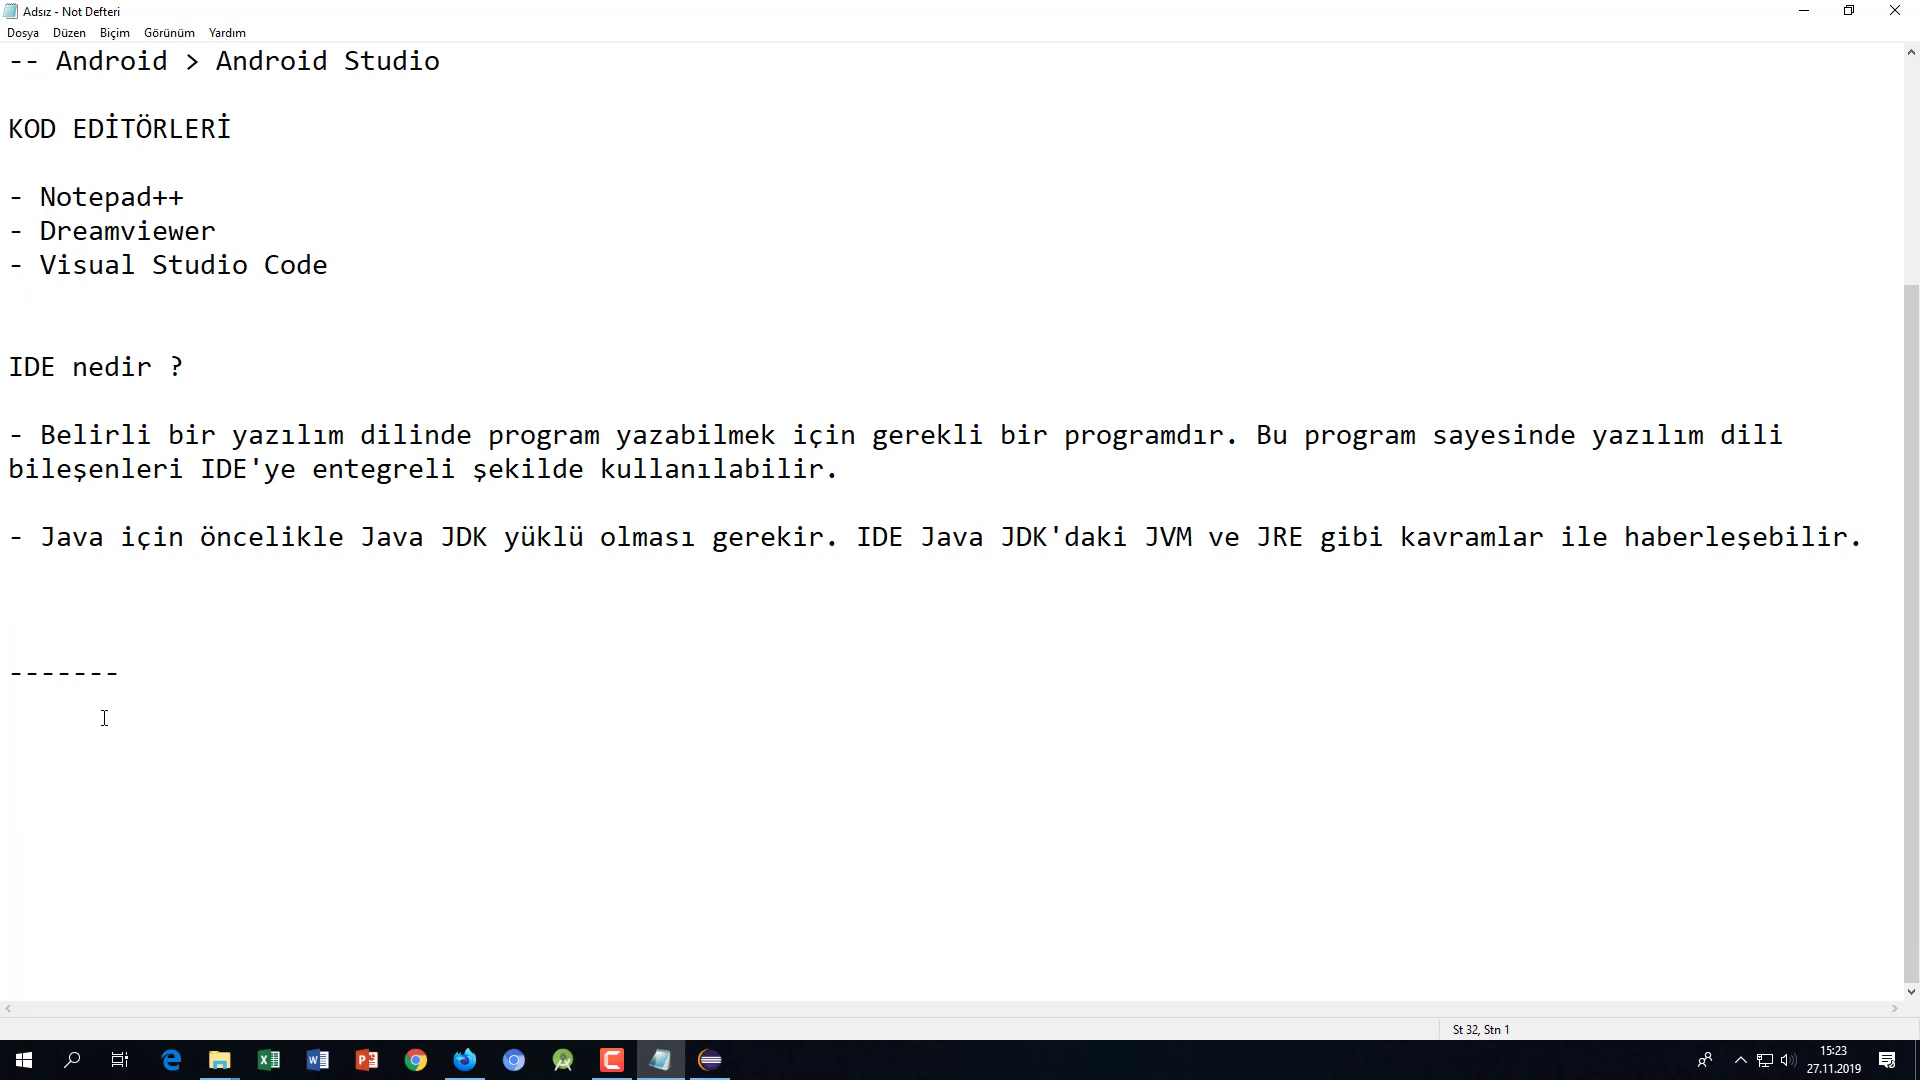 Adsız - Not Defteri
Dosya Düzen Biçim Görünüm Yardım
-- Android > Android Studio
KOD EDİTÖRLERİ
- Notepad++
- Dreamviewer
- Visual Studio Code
IDE nedir ?
- Belirli bir yazılım dilinde program yazabilmek için gerekli bir programdır. Bu program sayesinde yazılım dili
bileşenleri IDE'ye entegreli şekilde kullanılabilir.
- Java için öncelikle Java JDK yüklü olması gerekir. IDE Java JDK'daki JVM ve JRE gibi kavramlar ile haberleşebilir.
-------
St 32, Stn 1
15:23
27.11.2019